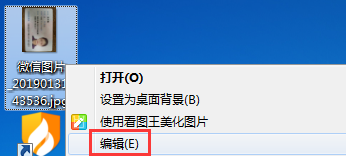 微信图片
_20190131
43536.jpg
打开(O)
设置为桌面背景(B)
使用看图王美化图片
编辑(E)